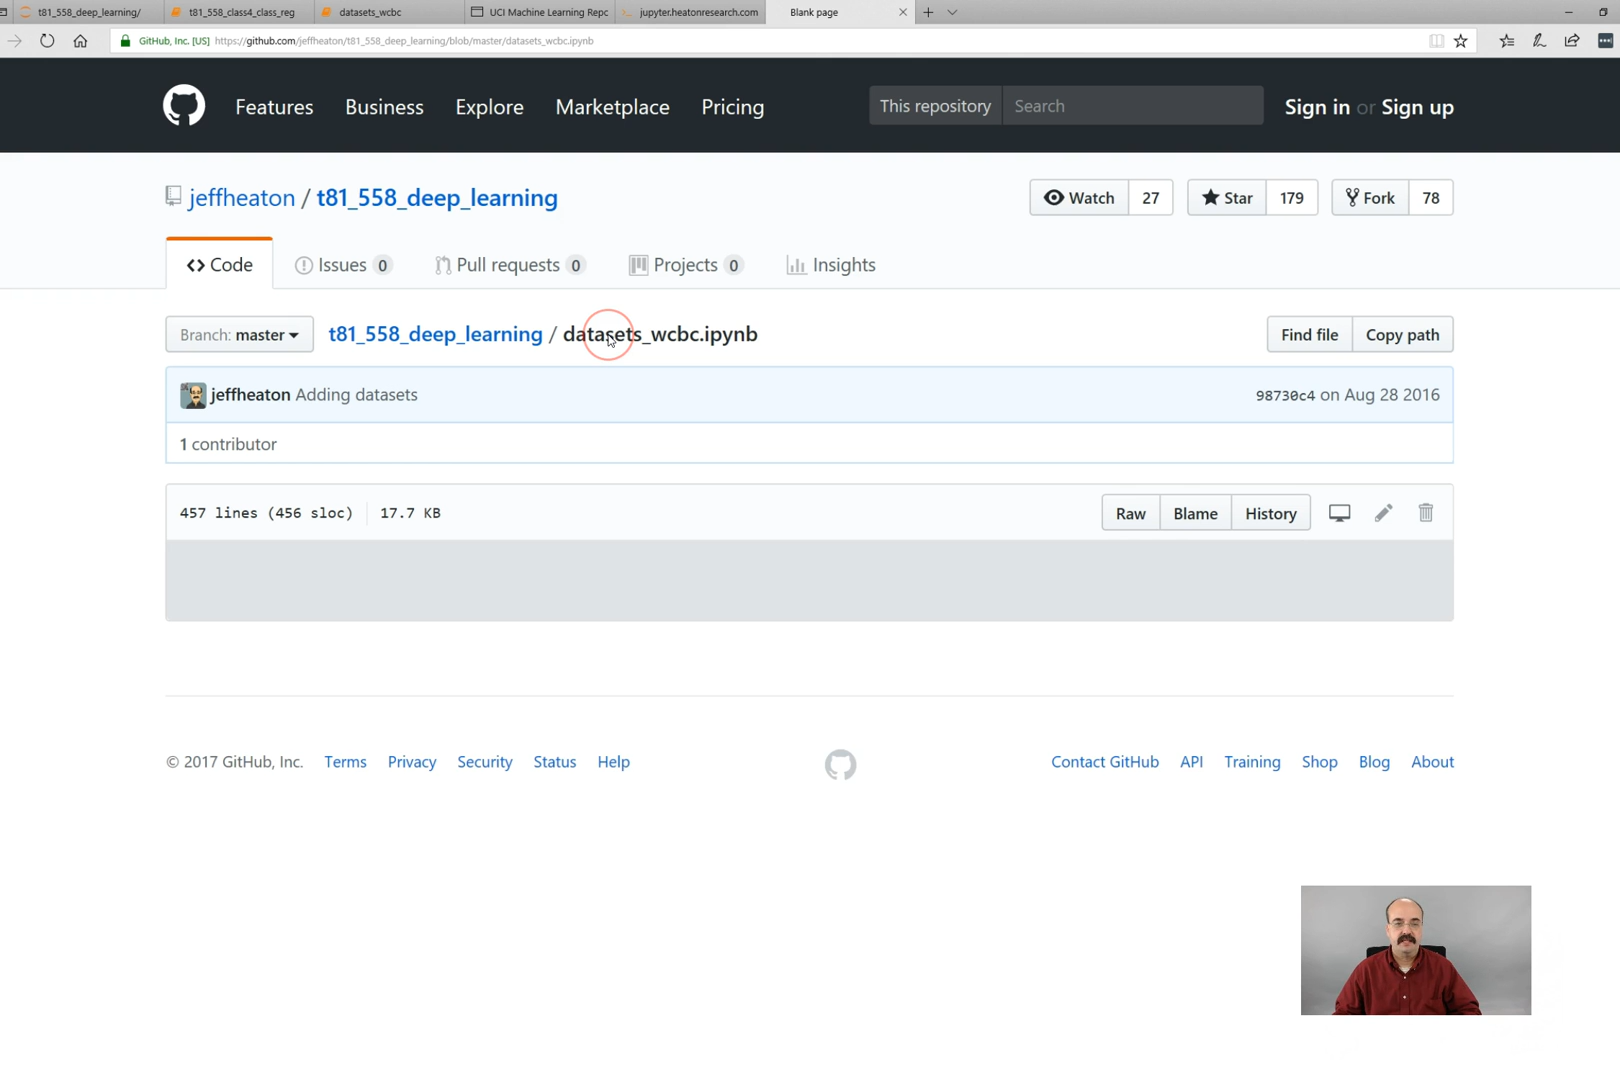 t81_558_deep_learning/ t81_558_class4_class_reg datasets_wcbc UCI Machine Learning Repc jupyter.heatonresearch.com Blank page
GitHub, Inc. [US] https://github.com/jeffheaton/t81_558_deep_learning/blob/master/datasets_wcbc.ipynb
Features Business Explore Marketplace Pricing This repository Search Sign in or Sign up
jeffheaton / t81_558_deep_learning Watch 27 Star 179 Fork 78
Code Issues 0 Pull requests 0 Projects 0 Insights
Branch: master t81_558_deep_learning / datasets_wcbc.ipynb Find file Copy path
jeffheaton Adding datasets 98730c4 on Aug 28 2016
1 contributor
457 lines (456 sloc) 17.7 KB Raw Blame History
© 2017 GitHub, Inc. Terms Privacy Security Status Help Contact GitHub API Training Shop Blog About